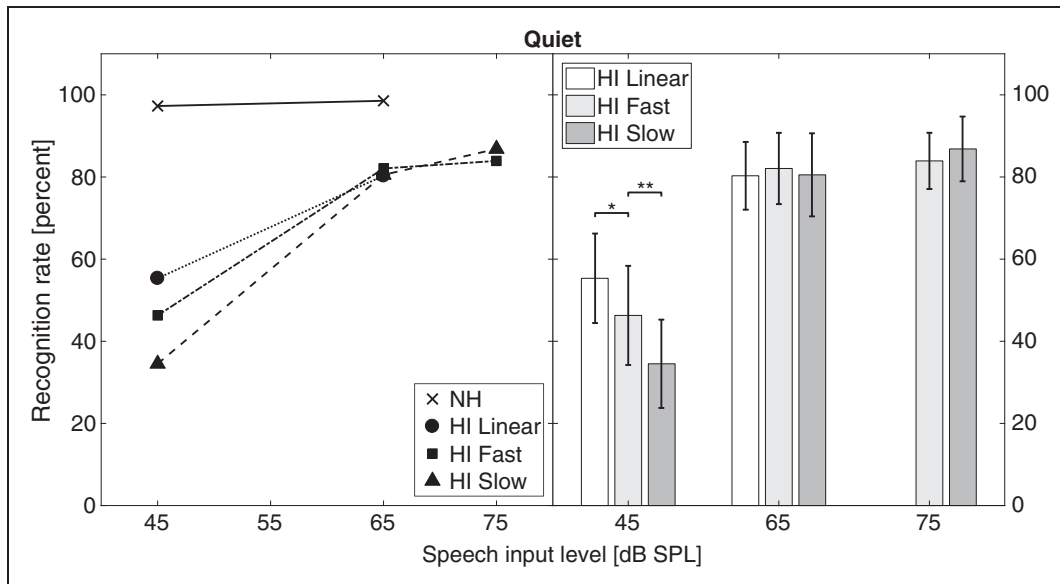 Quiet
Recognition rate [percent]
100
80
60
40
20
0
NH
HI Linear
HI Fast
HI Slow
45
55
65
75
HI Linear
HI Fast
HI Slow
*
**
100
80
60
40
20
0
45
65
75
Speech input level [dB SPL]